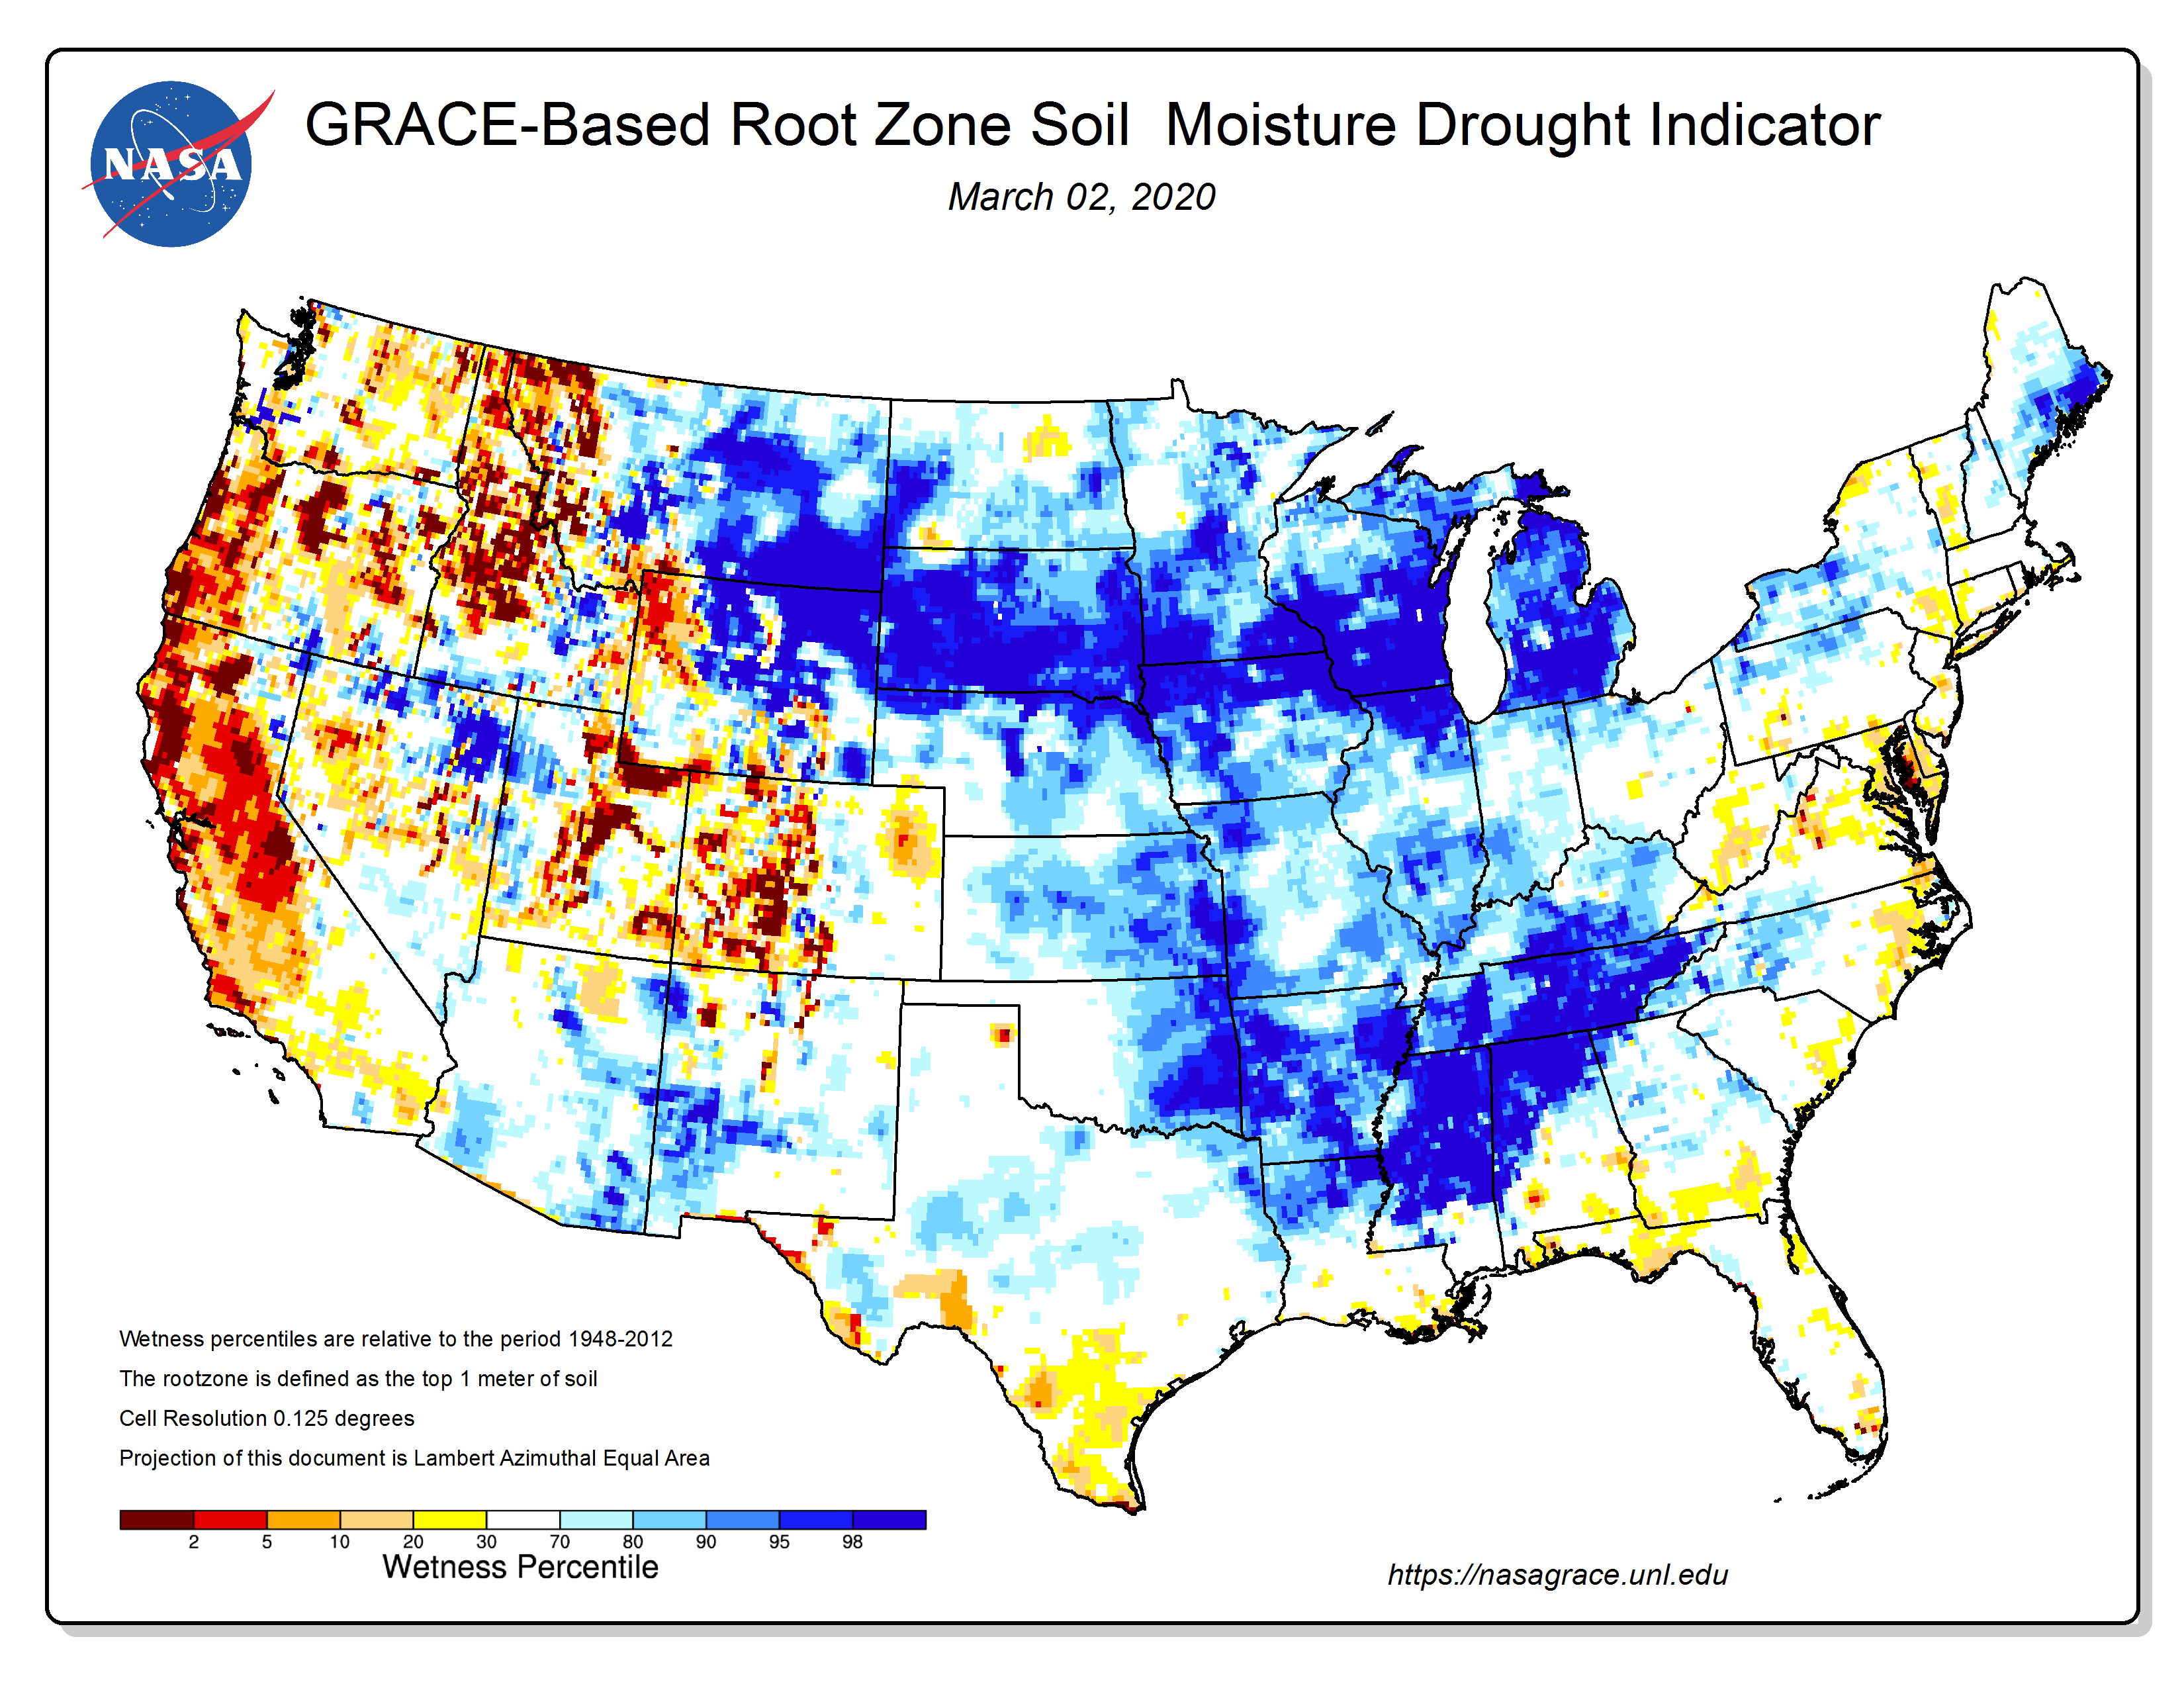 NASA
GRACE-Based Root Zone Soil  Moisture Drought Indicator
March 02, 2020
Wetness percentiles are relative to the period 1948-2012
The rootzone is defined as the top 1 meter of soil
Cell Resolution 0.125 degrees
Projection of this document is Lambert Azimuthal Equal Area
2 5 10 20 30 70 80 90 95 98
Wetness Percentile
https://nasagrace.unl.edu